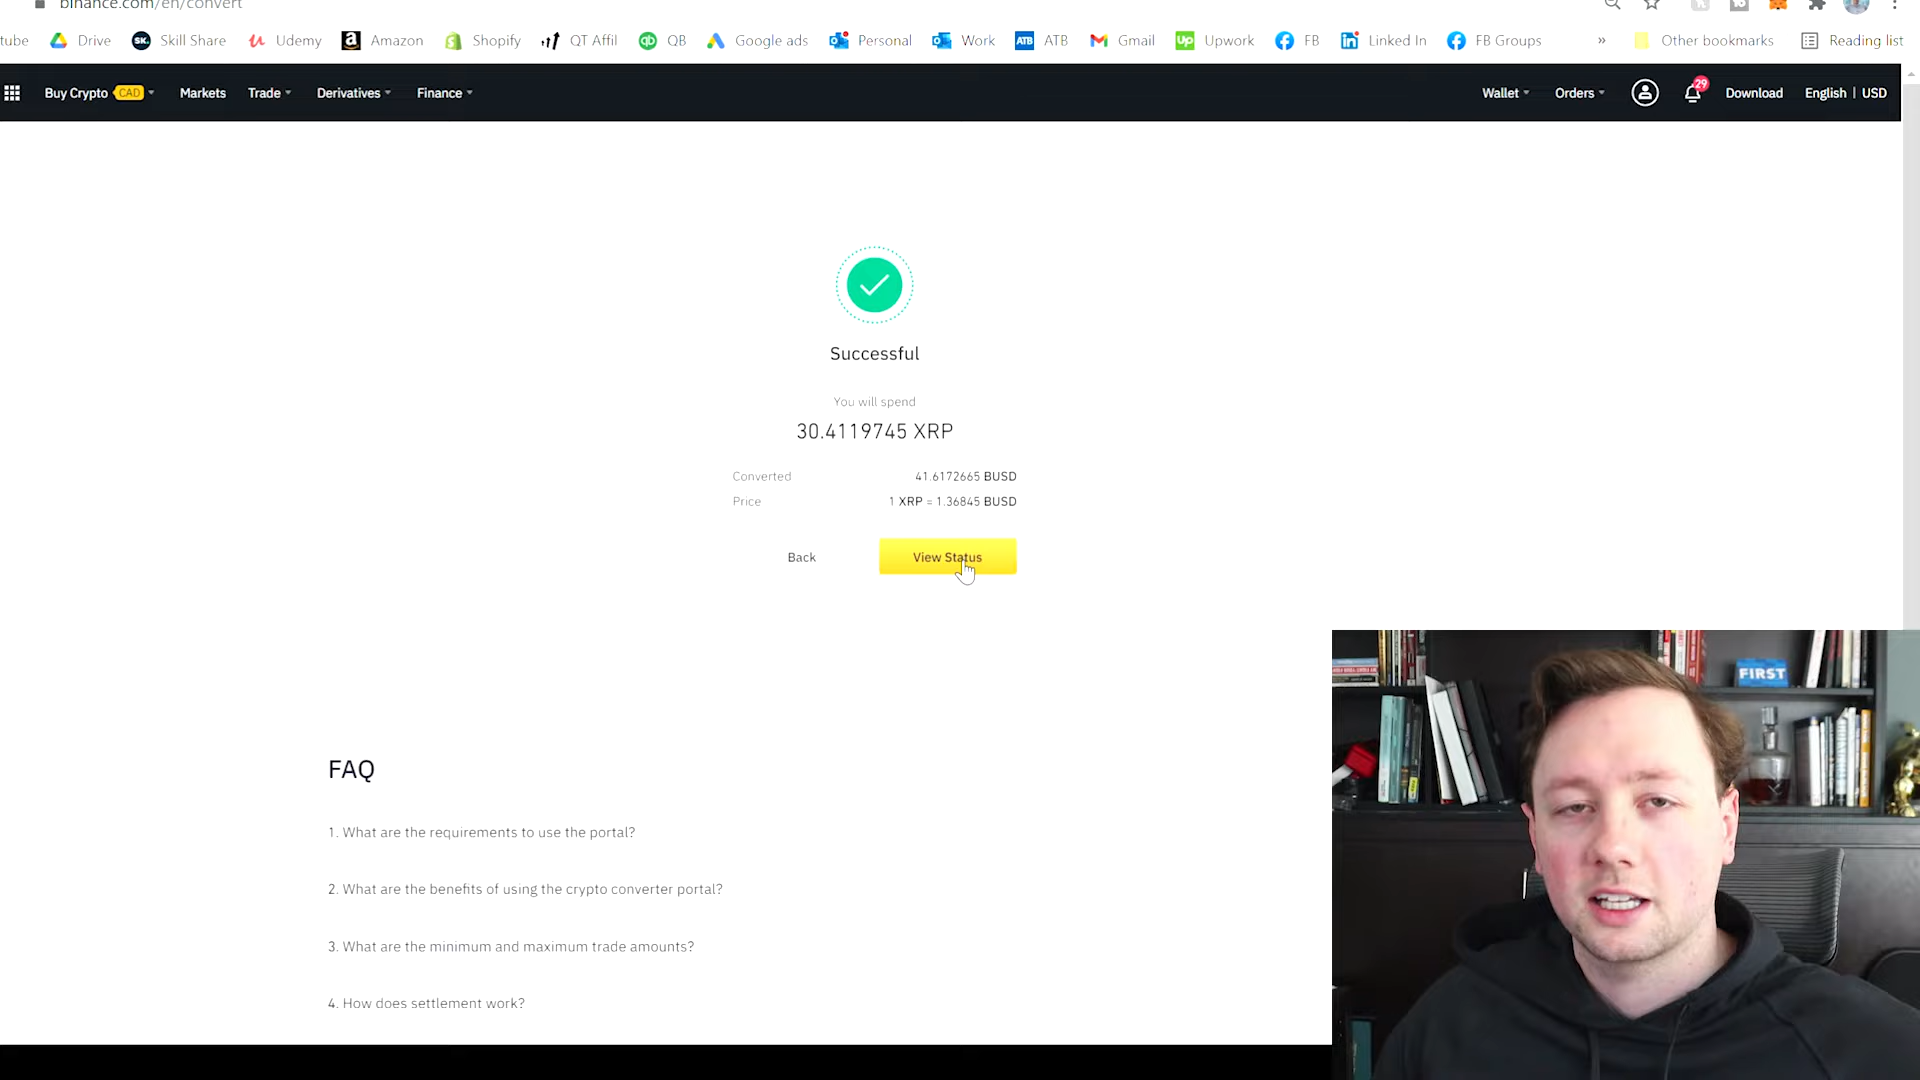 binance.com/en/convert
tube Drive SK. Skill Share Udemy Amazon Shopify QT Affil QB Google ads Personal Work ATB ATB Gmail Upwork FB Linked In FB Groups » Other bookmarks Reading list
Buy Crypto CAD Markets Trade Derivatives Finance Wallet Orders 29 Download English | USD
Successful
You will spend
30.4119745 XRP
Converted 41.6172665 BUSD
Price 1 XRP = 1.36845 BUSD
Back View Status
FAQ
1. What are the requirements to use the portal?
2. What are the benefits of using the crypto converter portal?
3. What are the minimum and maximum trade amounts?
4. How does settlement work?
FIRST